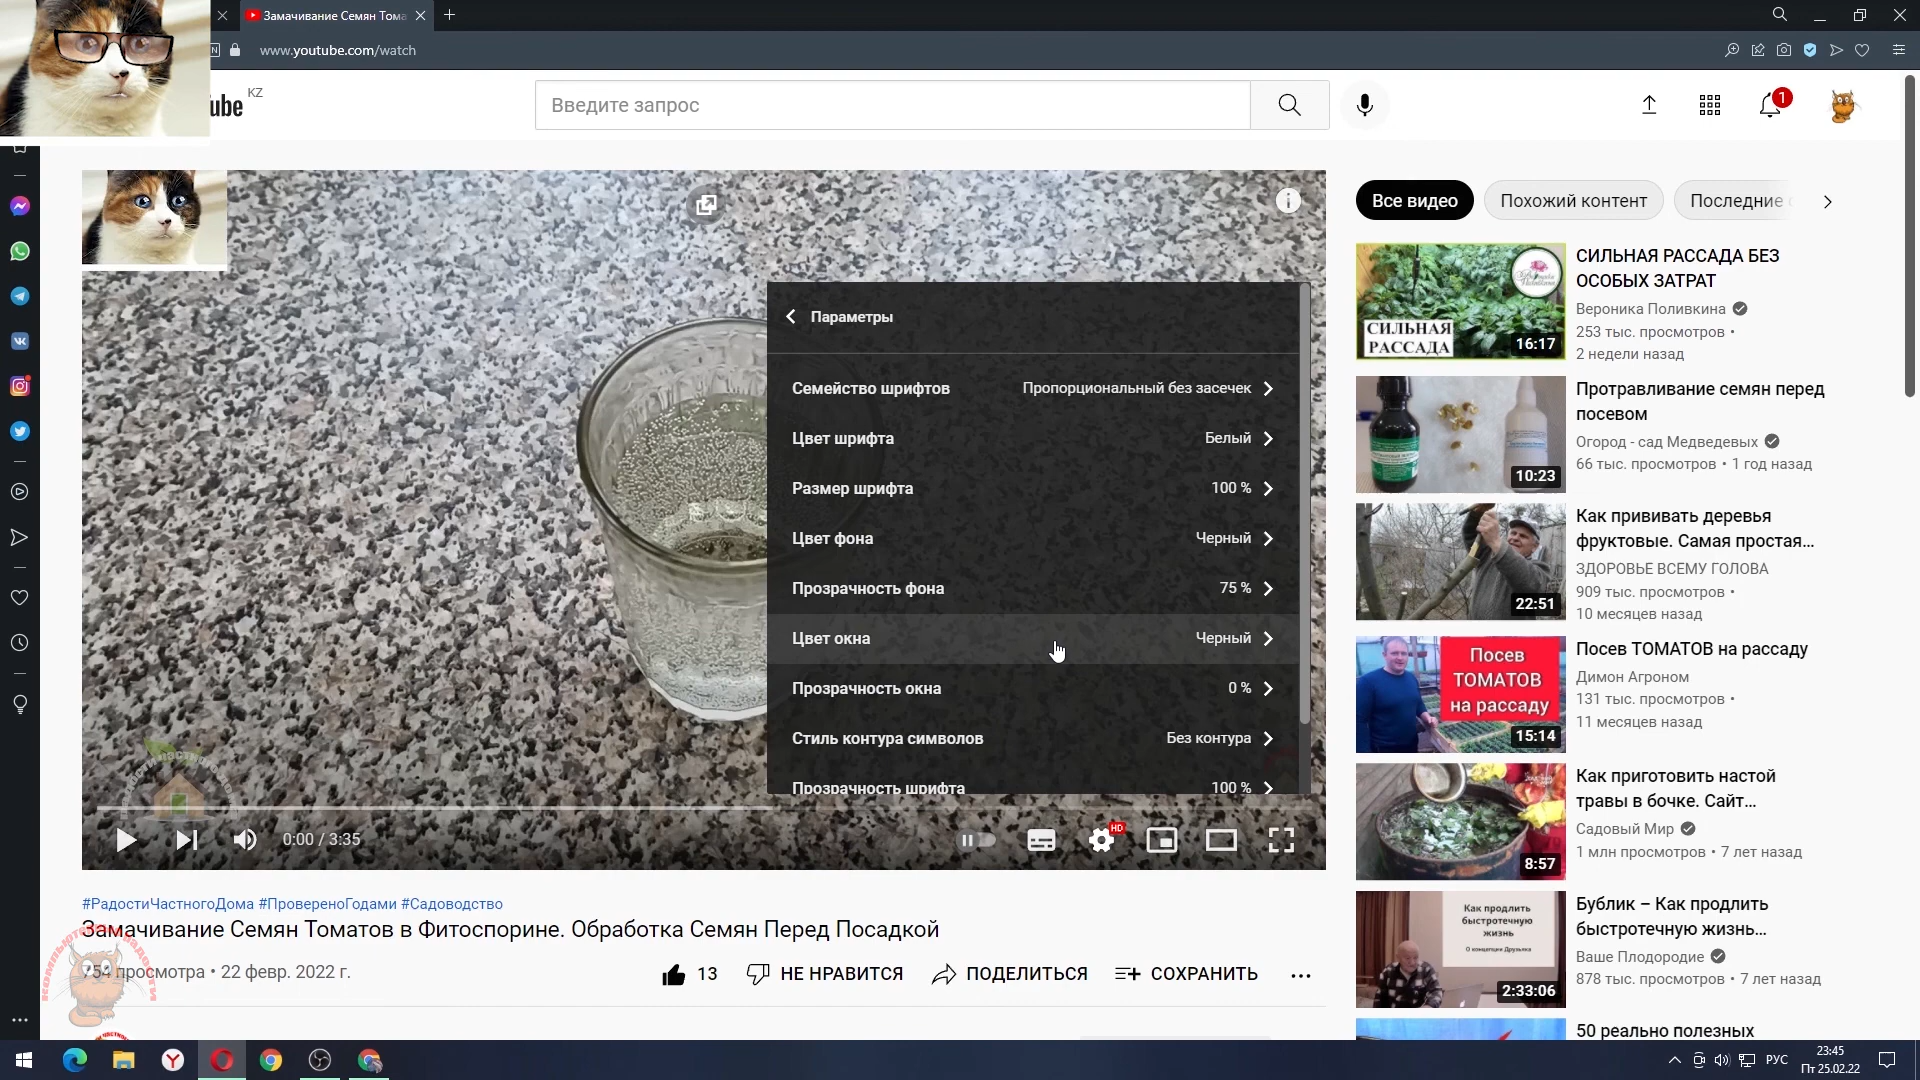 Замачивание Семян Тома
www.youtube.com/watch
KZ
Введите запрос
1
Все видео
Похожий контент
Последние
Параметры
Семейство шрифтов Пропорциональный без засечек
Цвет шрифта Белый
Размер шрифта 100 %
Цвет фона Черный
Прозрачность фона 75 %
Цвет окна Черный
Прозрачность окна 0 %
Стиль контура символов Без контура
Прозрачность шрифта 100 %
0:00 / 3:35
HD
#РадостиЧастногоДома #ПровереноГодами #Садоводство
Замачивание Семян Томатов в Фитоспорине. Обработка Семян Перед Посадкой
754 просмотра • 22 февр. 2022 г.
13 НЕ НРАВИТСЯ ПОДЕЛИТЬСЯ СОХРАНИТЬ
СИЛЬНАЯ
РАССАДА
16:17
СИЛЬНАЯ РАССАДА БЕЗ
ОСОБЫХ ЗАТРАТ
Вероника Поливкина
253 тыс. просмотров •
2 недели назад
10:23
Протравливание семян перед
посевом
Огород - сад Медведевых
66 тыс. просмотров • 1 год назад
22:51
Как прививать деревья
фруктовые. Самая простая...
ЗДОРОВЬЕ ВСЕМУ ГОЛОВА
909 тыс. просмотров •
10 месяцев назад
Посев
ТОМАТОВ
на рассаду
15:14
Посев ТОМАТОВ на рассаду
Димон Агроном
131 тыс. просмотров •
11 месяцев назад
8:57
Как приготовить настой
травы в бочке. Сайт...
Садовый Мир
1 млн просмотров • 7 лет назад
Как продлить
быстротечную
жизнь
О концепции Друзьяка
2:33:06
Бублик – Как продлить
быстротечную жизнь...
Ваше Плодородие
878 тыс. просмотров • 7 лет назад
50 реально полезных
РУС
23:45
Пт 25.02.22